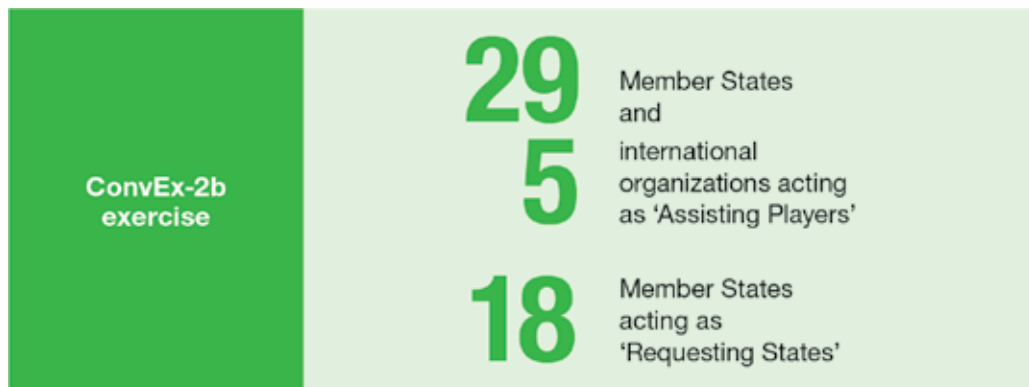 ConvEx-2b
exercise
29
Member States
and
5
international
organizations acting
as ‘Assisting Players’
18
Member States
acting as
‘Requesting States’